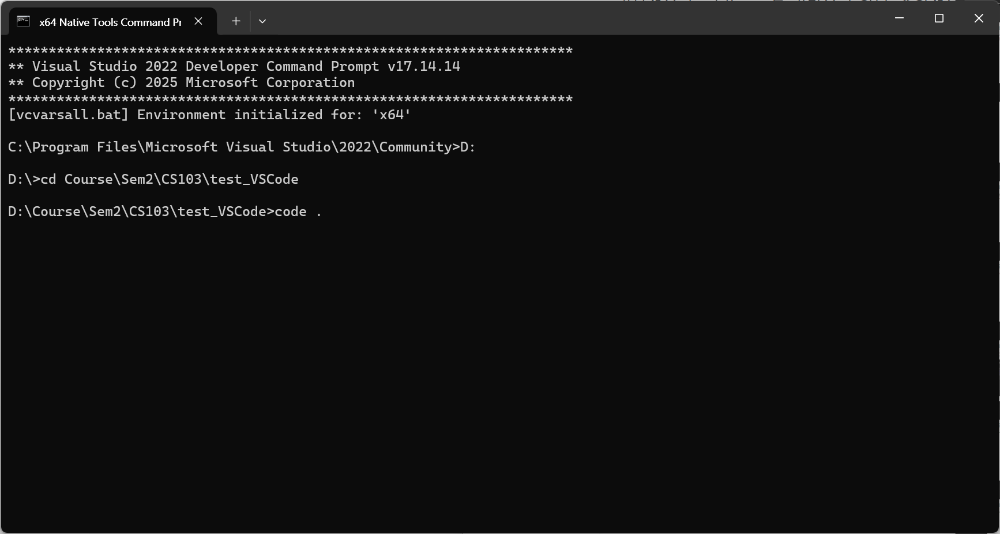 x64 Native Tools Command Pr
**********************************************************************
** Visual Studio 2022 Developer Command Prompt v17.14.14
** Copyright (c) 2025 Microsoft Corporation
**********************************************************************
[vcvarsall.bat] Environment initialized for: 'x64'
C:\Program Files\Microsoft Visual Studio\2022\Community>D:
D:\>cd Course\Sem2\CS103\test_VSCode
D:\Course\Sem2\CS103\test_VSCode>code .